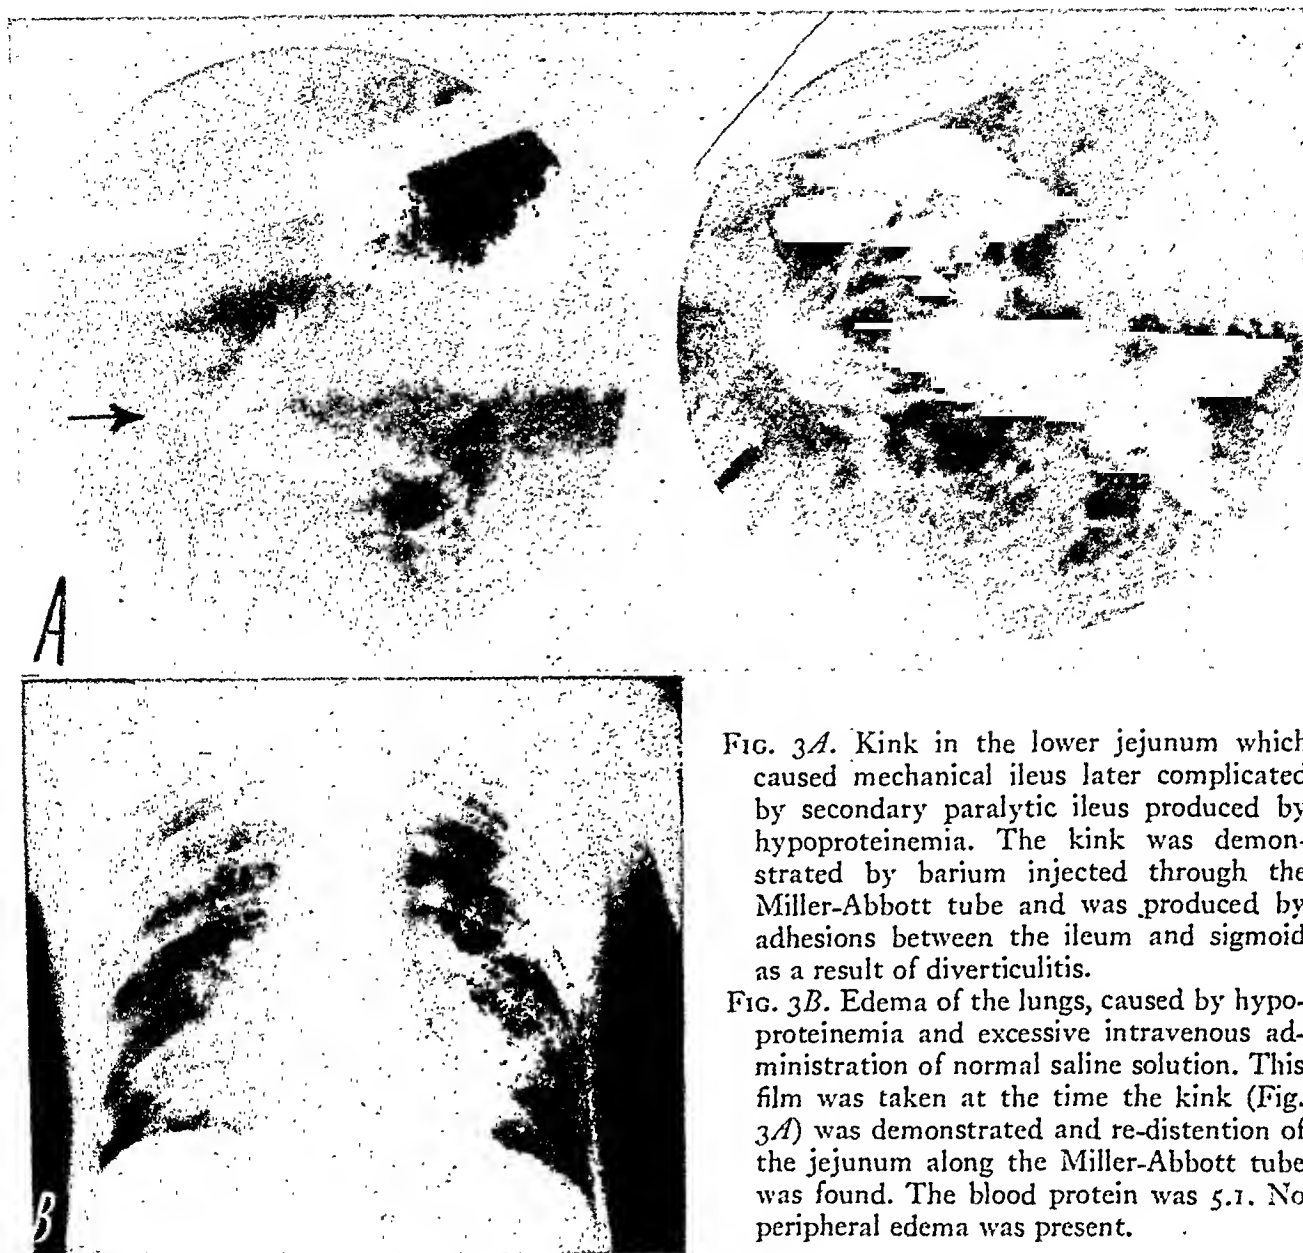 A
B
FIG. 3A. Kink in the lower jejunum which
caused mechanical ileus later complicated
by secondary paralytic ileus produced by
hypoproteinemia. The kink was demon-
strated by barium injected through the
Miller-Abbott tube and was produced by
adhesions between the ileum and sigmoid
as a result of diverticulitis.
FIG. 3B. Edema of the lungs, caused by hypo-
proteinemia and excessive intravenous ad-
ministration of normal saline solution. This
film was taken at the time the kink (Fig.
3A) was demonstrated and re-distention of
the jejunum along the Miller-Abbott tube
was found. The blood protein was 5.1. No
peripheral edema was present.